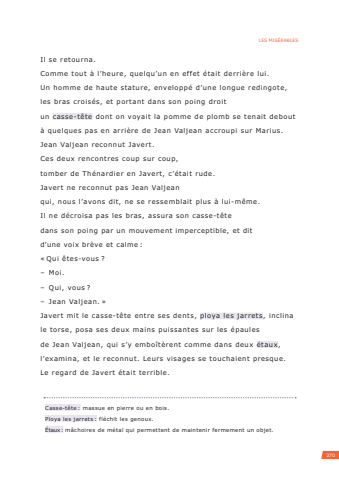 LES MISÉRABLES
Il se retourna.
Comme tout à l'heure, quelqu'un en effet était derrière lui.
Un homme de haute stature, enveloppé d'une longue redingote,
les bras croisés, et portant dans son poing droit
un casse-tête dont on voyait la pomme de plomb se tenait debout
à quelques pas en arrière de Jean Valjean accroupi sur Marius.
Jean Valjean reconnut Javert.
Ces deux rencontres coup sur coup,
tomber de Thénardier en Javert, c'était rude.
Javert ne reconnut pas Jean Valjean
qui, nous l'avons dit, ne se ressemblait plus à lui-même.
Il ne décroisa pas les bras, assura son casse-tête
dans son poing par un mouvement imperceptible, et dit
d'une voix brève et calme :
« Qui êtes-vous ?
– Moi.
– Qui, vous ?
– Jean Valjean. »
Javert mit le casse-tête entre ses dents, ploya les jarrets, inclina
le torse, posa ses deux mains puissantes sur les épaules
de Jean Valjean, qui s'y emboîtèrent comme dans deux étaux,
l'examina, et le reconnut. Leurs visages se touchaient presque.
Le regard de Javert était terrible.
Casse-tête : massue en pierre ou en bois.
Ploya les jarrets : fléchit les genoux.
Étaux : mâchoires de métal qui permettent de maintenir fermement un objet.
270